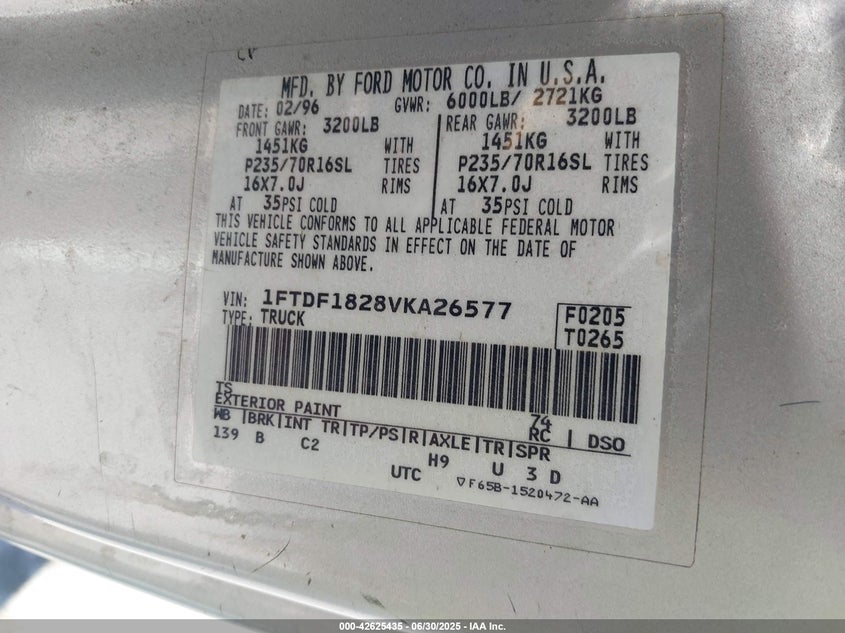 MFD. BY FORD MOTOR CO. IN U.S.A.
DATE: 02/96 GVWR: 6000LB/ 2721KG
FRONT GAWR: 3200LB REAR GAWR: 3200LB
1451KG WITH 1451KG WITH
P235/70R16SL TIRES P235/70R16SL TIRES
16X7.0J RIMS 16X7.0J RIMS
AT 35PSI COLD AT 35PSI COLD
THIS VEHICLE CONFORMS TO ALL APPLICABLE FEDERAL MOTOR
VEHICLE SAFETY STANDARDS IN EFFECT ON THE DATE OF
MANUFACTURE SHOWN ABOVE.
VIN: 1FTDF1828VKA26577 F0205
TYPE: TRUCK T0265
TS
EXTERIOR PAINT 74
RC | DSO
WB |BRK|INT TR|TP/PS|R|AXLE|TR|SPR
139 B C2 H9 U 3 D
UTC ▽F65B-1520472-AA
000-42625435 - 06/30/2025 - IAA Inc.